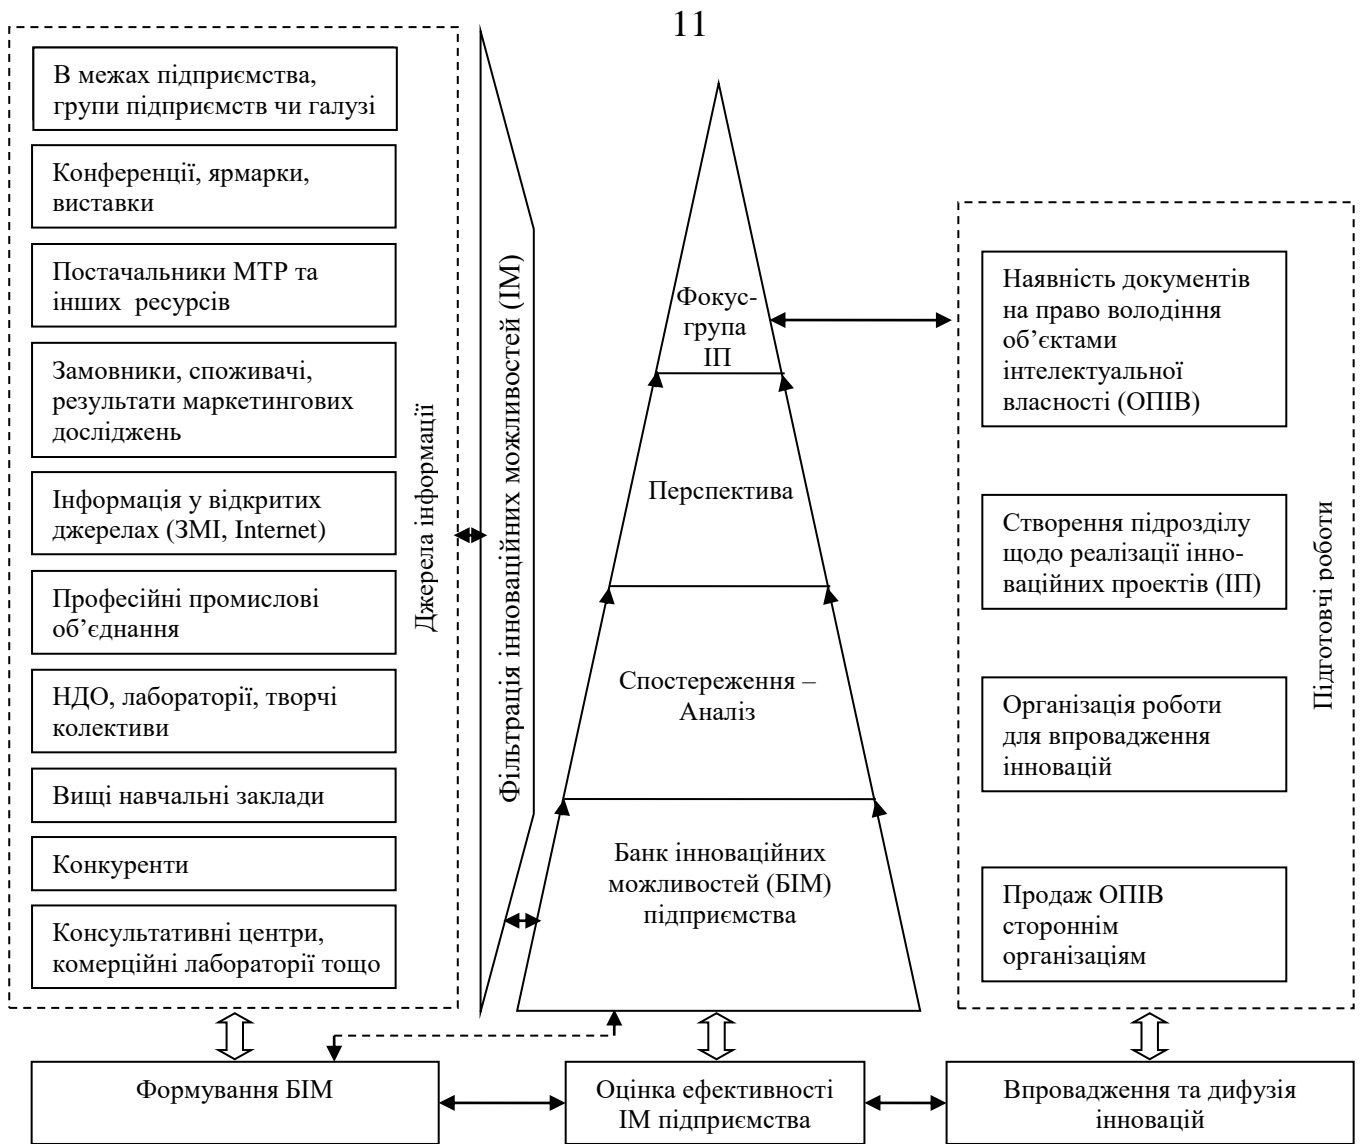 11
В межах підприємства,
групи підприємств чи галузі
Конференції, ярмарки,
виставки
Постачальники МТР та
інших ресурсів
Замовники, споживачі,
результати маркетингових
досліджень
Інформація у відкритих
джерелах (ЗМІ, Internet)
Професійні промислові
об’єднання
НДО, лабораторії, творчі
колективи
Вищі навчальні заклади
Конкуренти
Консультативні центри,
комерційні лабораторії тощо
Джерела інформації
Фільтрація інноваційних можливостей (ІМ)
Фокус-
група
ІП
Перспектива
Спостереження –
Аналіз
Банк інноваційних
можливостей (БІМ)
підприємства
Наявність документів
на право володіння
об’єктами
інтелектуальної
власності (ОПІВ)
Створення підрозділу
щодо реалізації інно-
ваційних проектів (ІП)
Організація роботи
для впровадження
інновацій
Продаж ОПІВ
стороннім
організаціям
Підготовчі роботи
Формування БІМ
Оцінка ефективності
ІМ підприємства
Впровадження та дифузія
інновацій